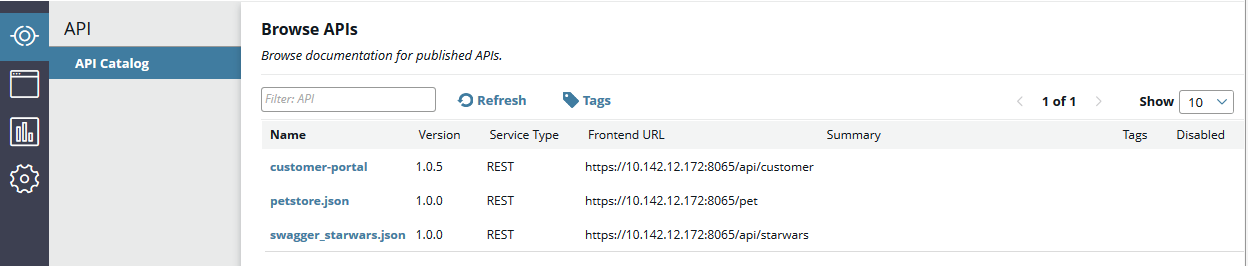 API
API Catalog
Browse APIs
Browse documentation for published APIs.
Filter: API
Refresh
Tags
1 of 1
Show
10
Name Version Service Type Frontend URL Summary Tags Disabled
customer-portal 1.0.5 REST https://10.142.12.172:8065/api/customer
petstore.json 1.0.0 REST https://10.142.12.172:8065/pet
swagger_starwars.json 1.0.0 REST https://10.142.12.172:8065/api/starwars